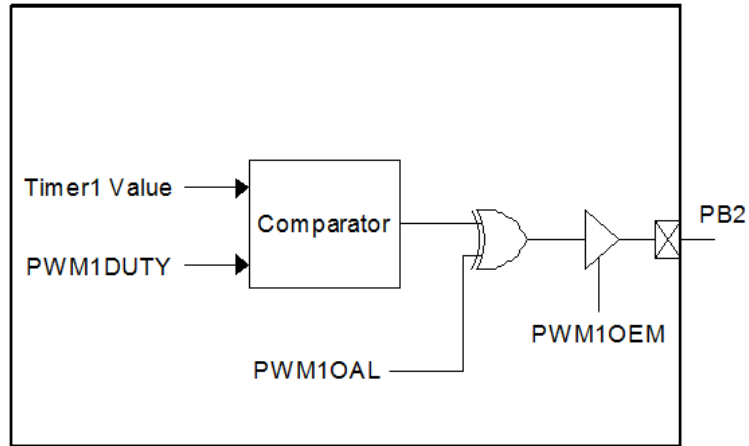 Timer1 Value
Comparator
PB2
PWM1DUTY
PWM1OEM
PWM1OAL